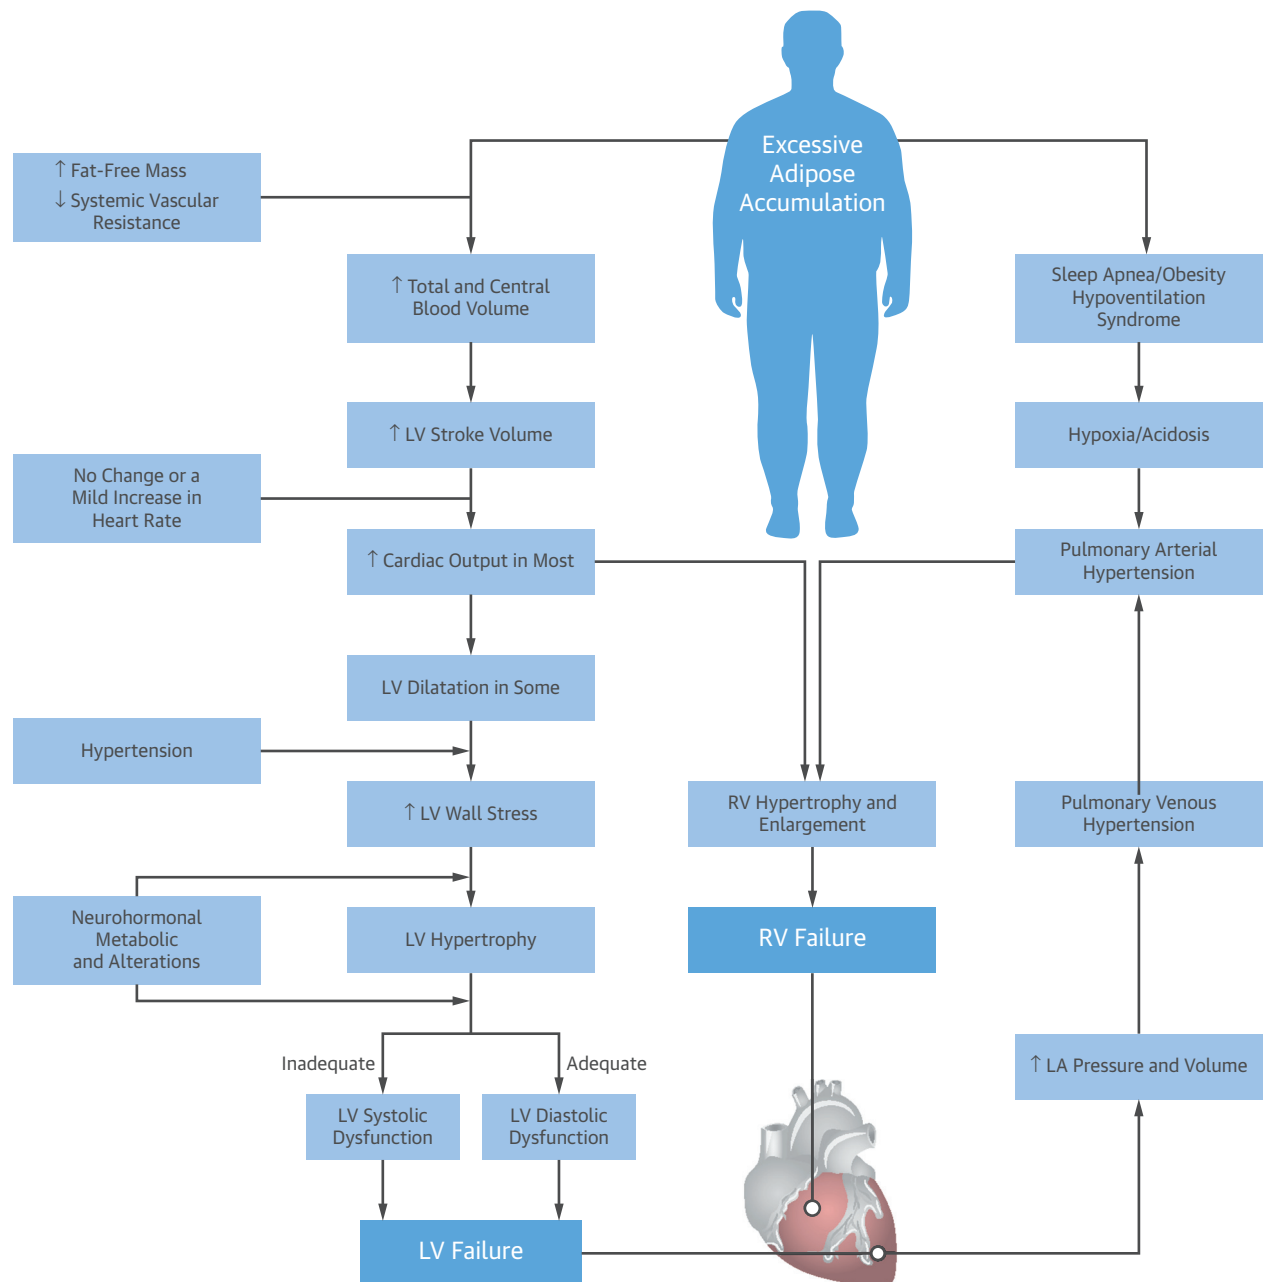 Excessive
Adipose
Accumulation
↑ Fat-Free Mass
↓ Systemic Vascular
Resistance
↑ Total and Central
Blood Volume
↑ LV Stroke Volume
No Change or a
Mild Increase in
Heart Rate
↑ Cardiac Output in Most
LV Dilatation in Some
Hypertension
↑ LV Wall Stress
Neurohormonal
Metabolic
and Alterations
LV Hypertrophy
Inadequate
Adequate
LV Systolic
Dysfunction
LV Diastolic
Dysfunction
LV Failure
RV Hypertrophy and
Enlargement
RV Failure
Sleep Apnea/Obesity
Hypoventilation
Syndrome
Hypoxia/Acidosis
Pulmonary Arterial
Hypertension
Pulmonary Venous
Hypertension
↑ LA Pressure and Volume